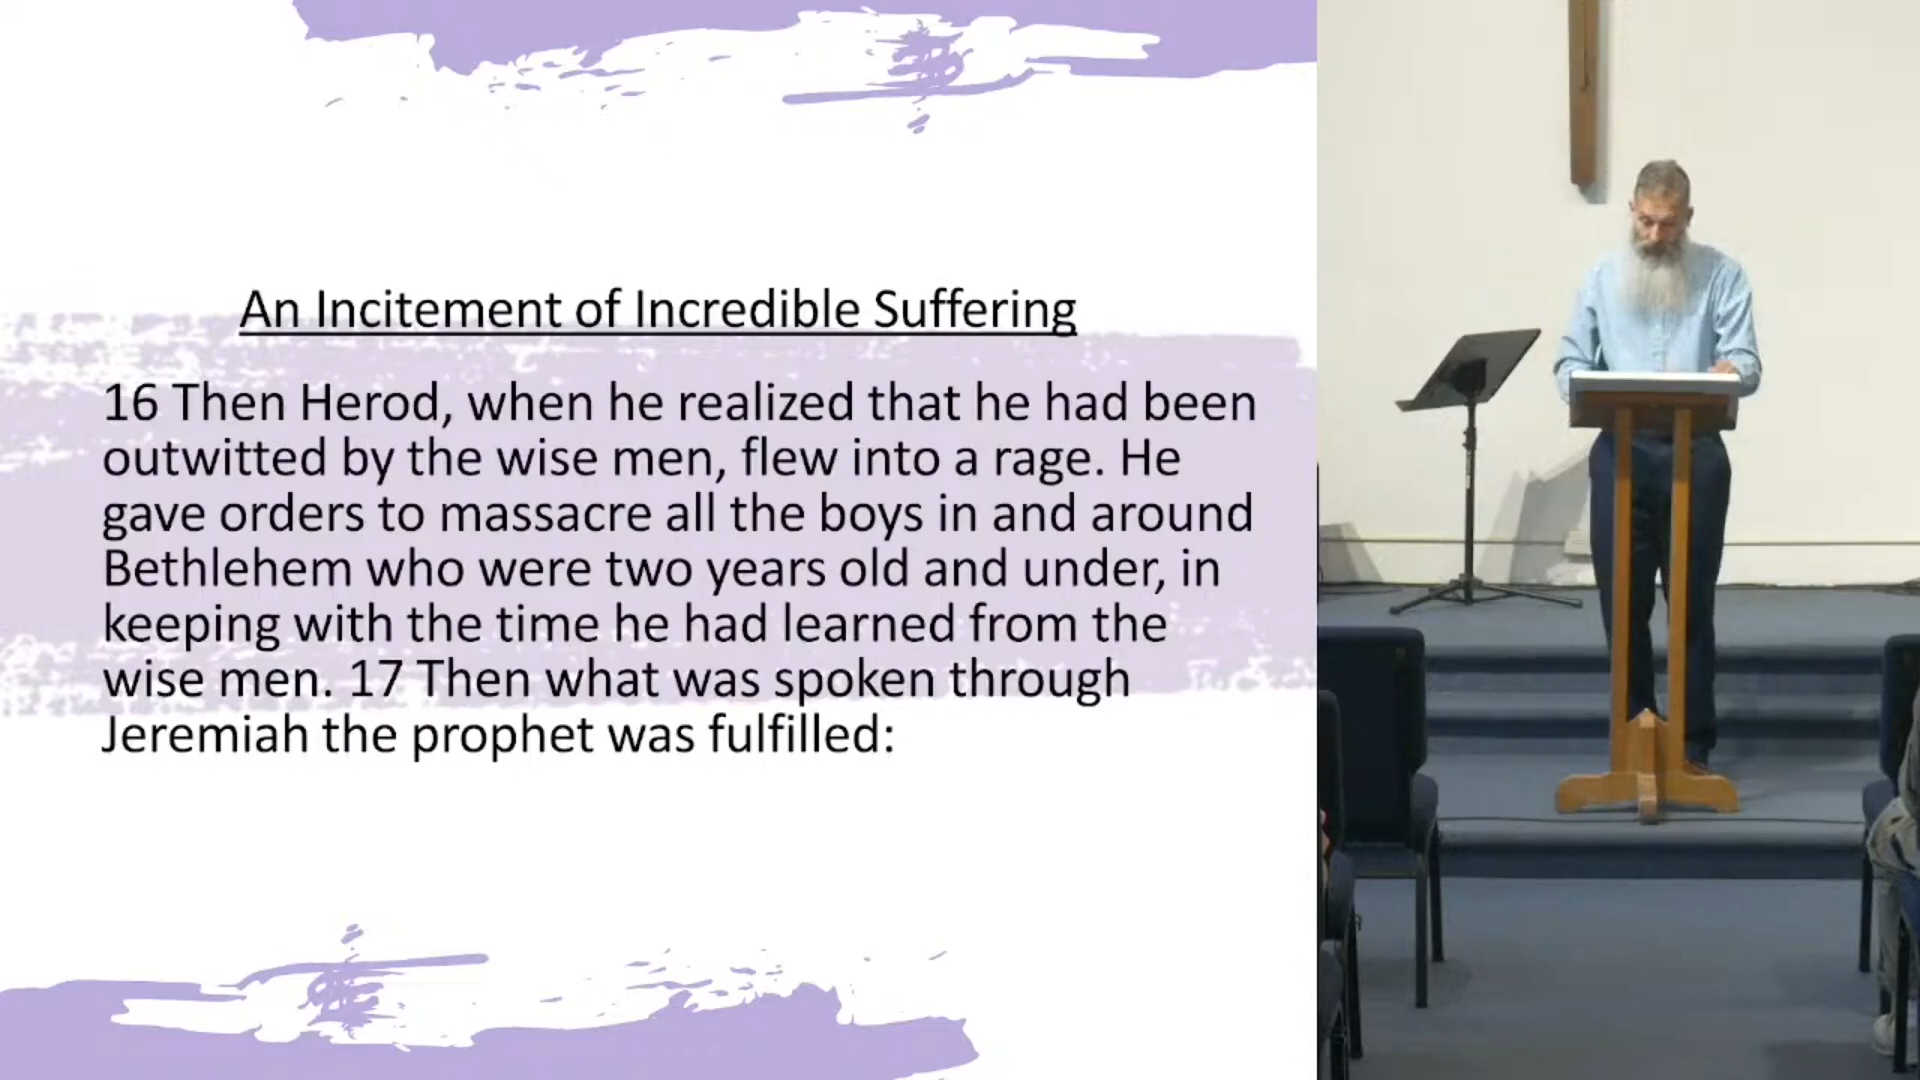 An Incitement of Incredible Suffering
16 Then Herod, when he realized that he had been
outwitted by the wise men, flew into a rage. He
gave orders to massacre all the boys in and around
Bethlehem who were two years old and under, in
keeping with the time he had learned from the
wise men. 17 Then what was spoken through
Jeremiah the prophet was fulfilled: